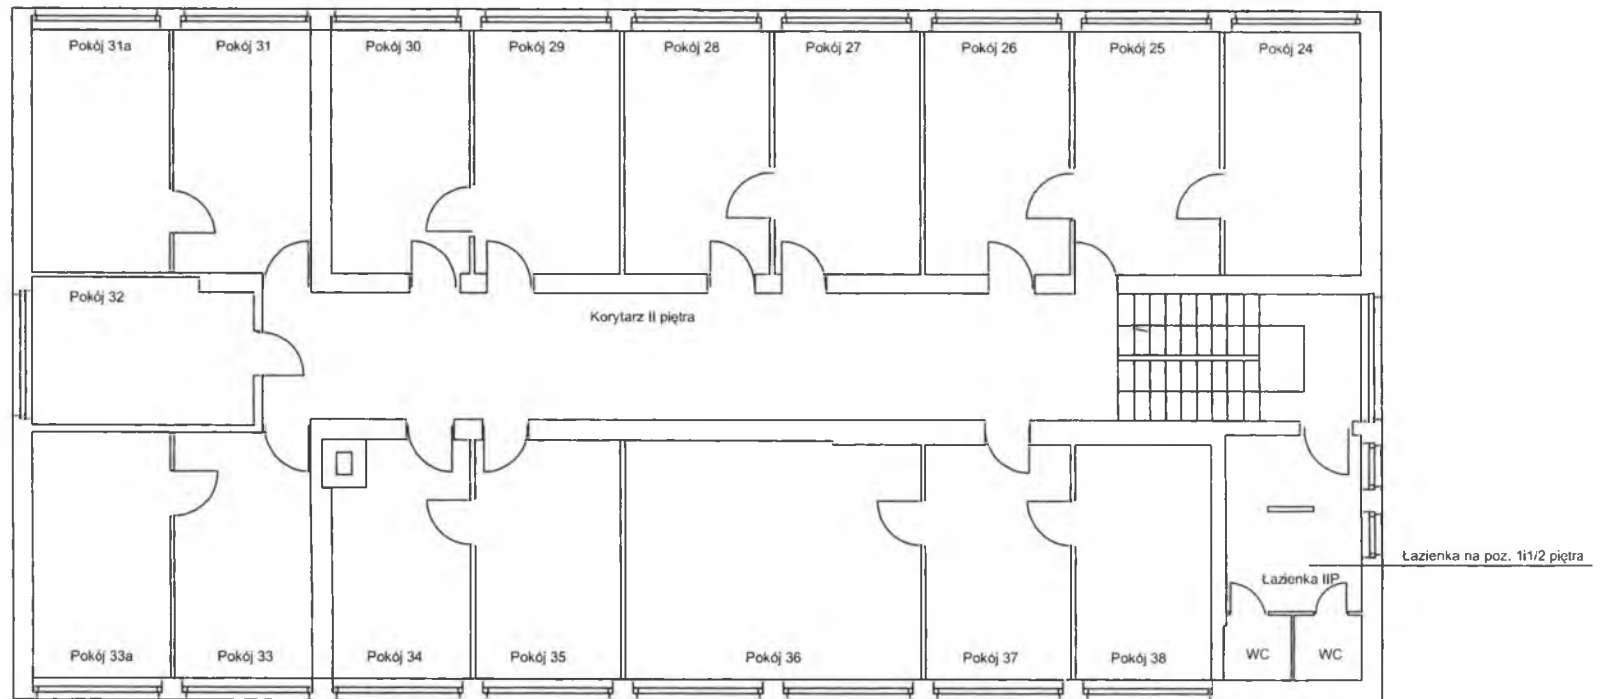 Pokój 31a
Pokój 31
Pokój 30
Pokój 29
Pokój 28
Pokój 27
Pokój 26
Pokój 25
Pokój 24
Pokój 32
Korytarz II piętra
Łazienka na poz. 1i1/2 piętra
Łazienka IIP
Pokój 33a
Pokój 33
Pokój 34
Pokój 35
Pokój 36
Pokój 37
Pokój 38
WC
WC